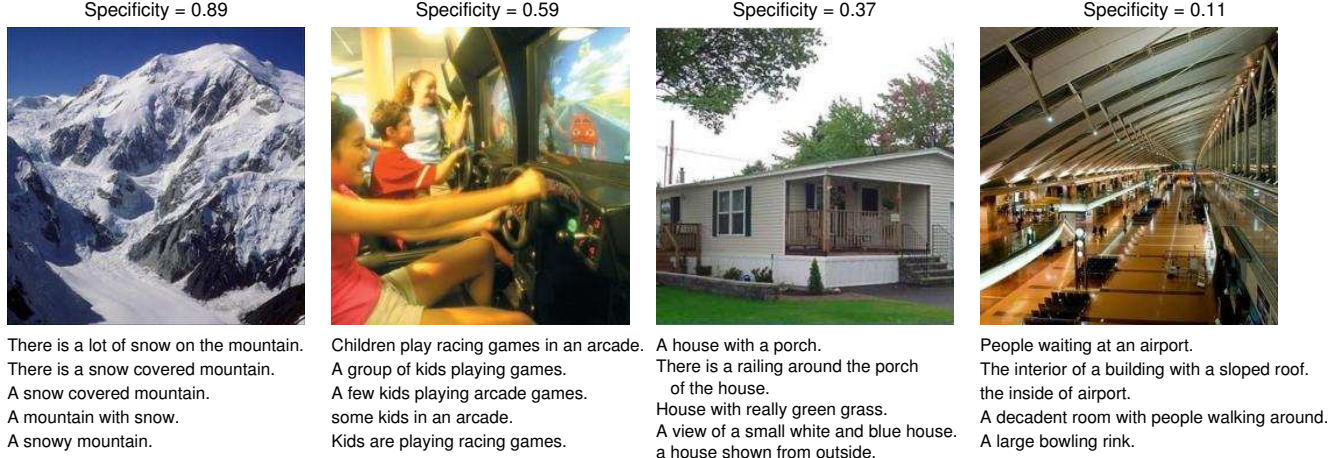 Specificity = 0.89
There is a lot of snow on the mountain.
There is a snow covered mountain.
A snow covered mountain.
A mountain with snow.
A snowy mountain.
Specificity = 0.59
Children play racing games in an arcade.
A group of kids playing games.
A few kids playing arcade games.
some kids in an arcade.
Kids are playing racing games.
Specificity = 0.37
A house with a porch.
There is a railing around the porch
of the house.
House with really green grass.
A view of a small white and blue house.
a house shown from outside.
Specificity = 0.11
People waiting at an airport.
The interior of a building with a sloped roof.
the inside of airport.
A decadent room with people walking around.
A large bowling rink.